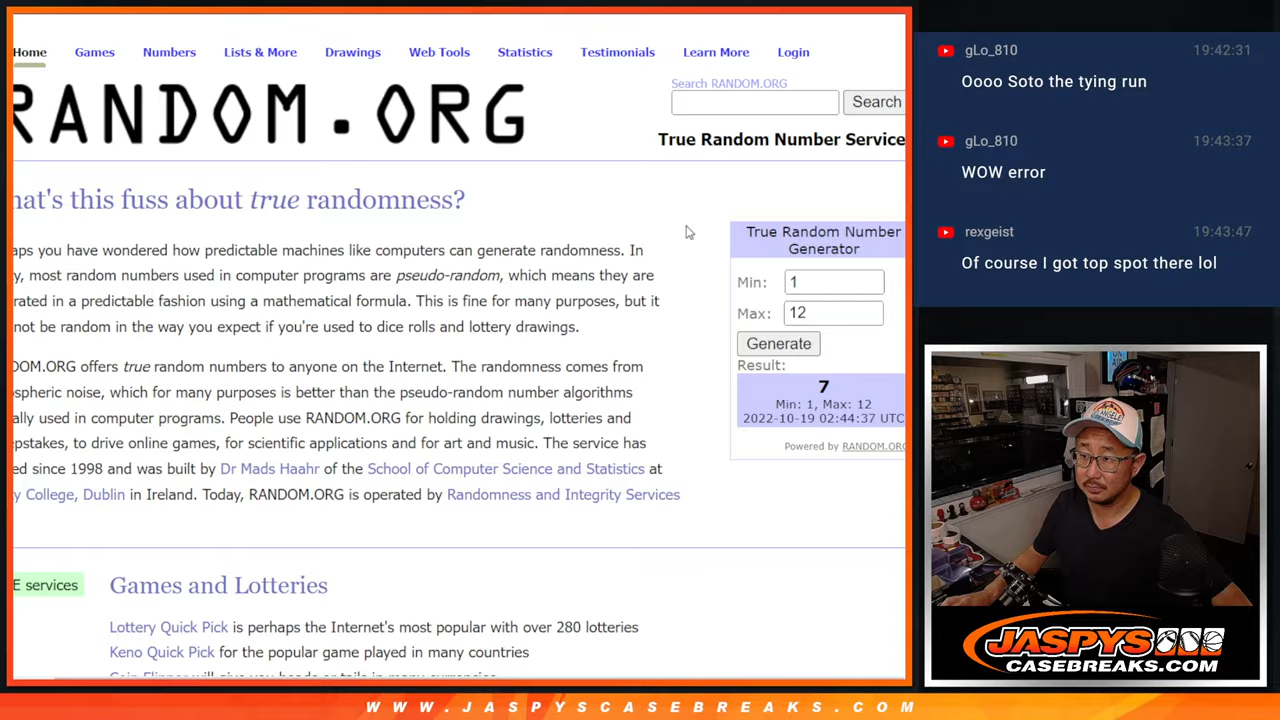 Home Games Numbers Lists & More Drawings Web Tools Statistics Testimonials Learn More Login
RANDOM.ORG
Search RANDOM.ORG
Search
True Random Number Service
hat's this fuss about true randomness?
aps you have wondered how predictable machines like computers can generate randomness. In
y, most random numbers used in computer programs are pseudo-random, which means they are
rated in a predictable fashion using a mathematical formula. This is fine for many purposes, but it
not be random in the way you expect if you're used to dice rolls and lottery drawings.
DOM.ORG offers true random numbers to anyone on the Internet. The randomness comes from
ospheric noise, which for many purposes is better than the pseudo-random number algorithms
ally used in computer programs. People use RANDOM.ORG for holding drawings, lotteries and
epstakes, to drive online games, for scientific applications and for art and music. The service has
ed since 1998 and was built by Dr Mads Haahr of the School of Computer Science and Statistics at
y College, Dublin in Ireland. Today, RANDOM.ORG is operated by Randomness and Integrity Services
True Random Number
Generator
Min: 1
Max: 12
Generate
Result:
7
Min: 1, Max: 12
2022-10-19 02:44:37 UTC
Powered by RANDOM.ORG
E services
Games and Lotteries
Lottery Quick Pick is perhaps the Internet's most popular with over 280 lotteries
Keno Quick Pick for the popular game played in many countries
Coin Flipper will give you heads or tails in many currencies
gLo_810 19:42:31
Oooo Soto the tying run
gLo_810 19:43:37
WOW error
rexgeist 19:43:47
Of course I got top spot there lol
JASPYS
CASEBREAKS.COM
WWW.JASPYSCASEBREAKS.COM